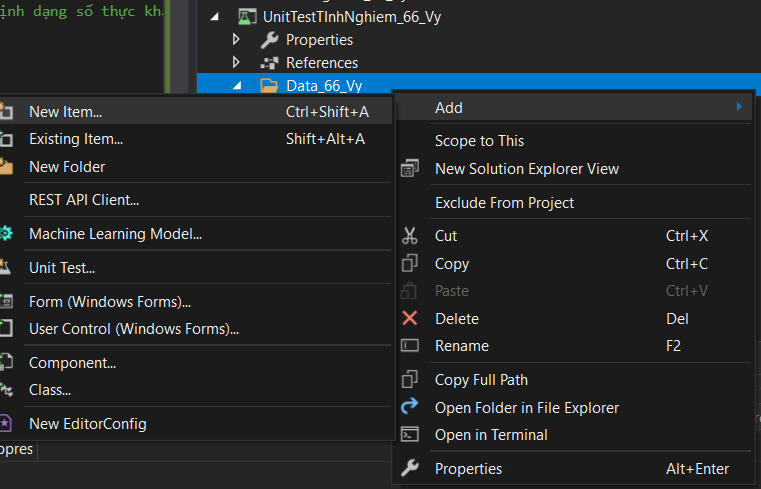 ịnh dạng số thực kh
UnitTestTInhNghiem_66_Vy
Properties
References
Data_66_Vy
New Item... Ctrl+Shift+A
Existing Item... Shift+Alt+A
New Folder
REST API Client...
Machine Learning Model...
Unit Test...
Form (Windows Forms)...
User Control (Windows Forms)...
Component...
Class...
New EditorConfig
Add
Scope to This
New Solution Explorer View
Exclude From Project
Cut Ctrl+X
Copy Ctrl+C
Paste Ctrl+V
Delete Del
Rename F2
Copy Full Path
Open Folder in File Explorer
Open in Terminal
Properties Alt+Enter
ppres